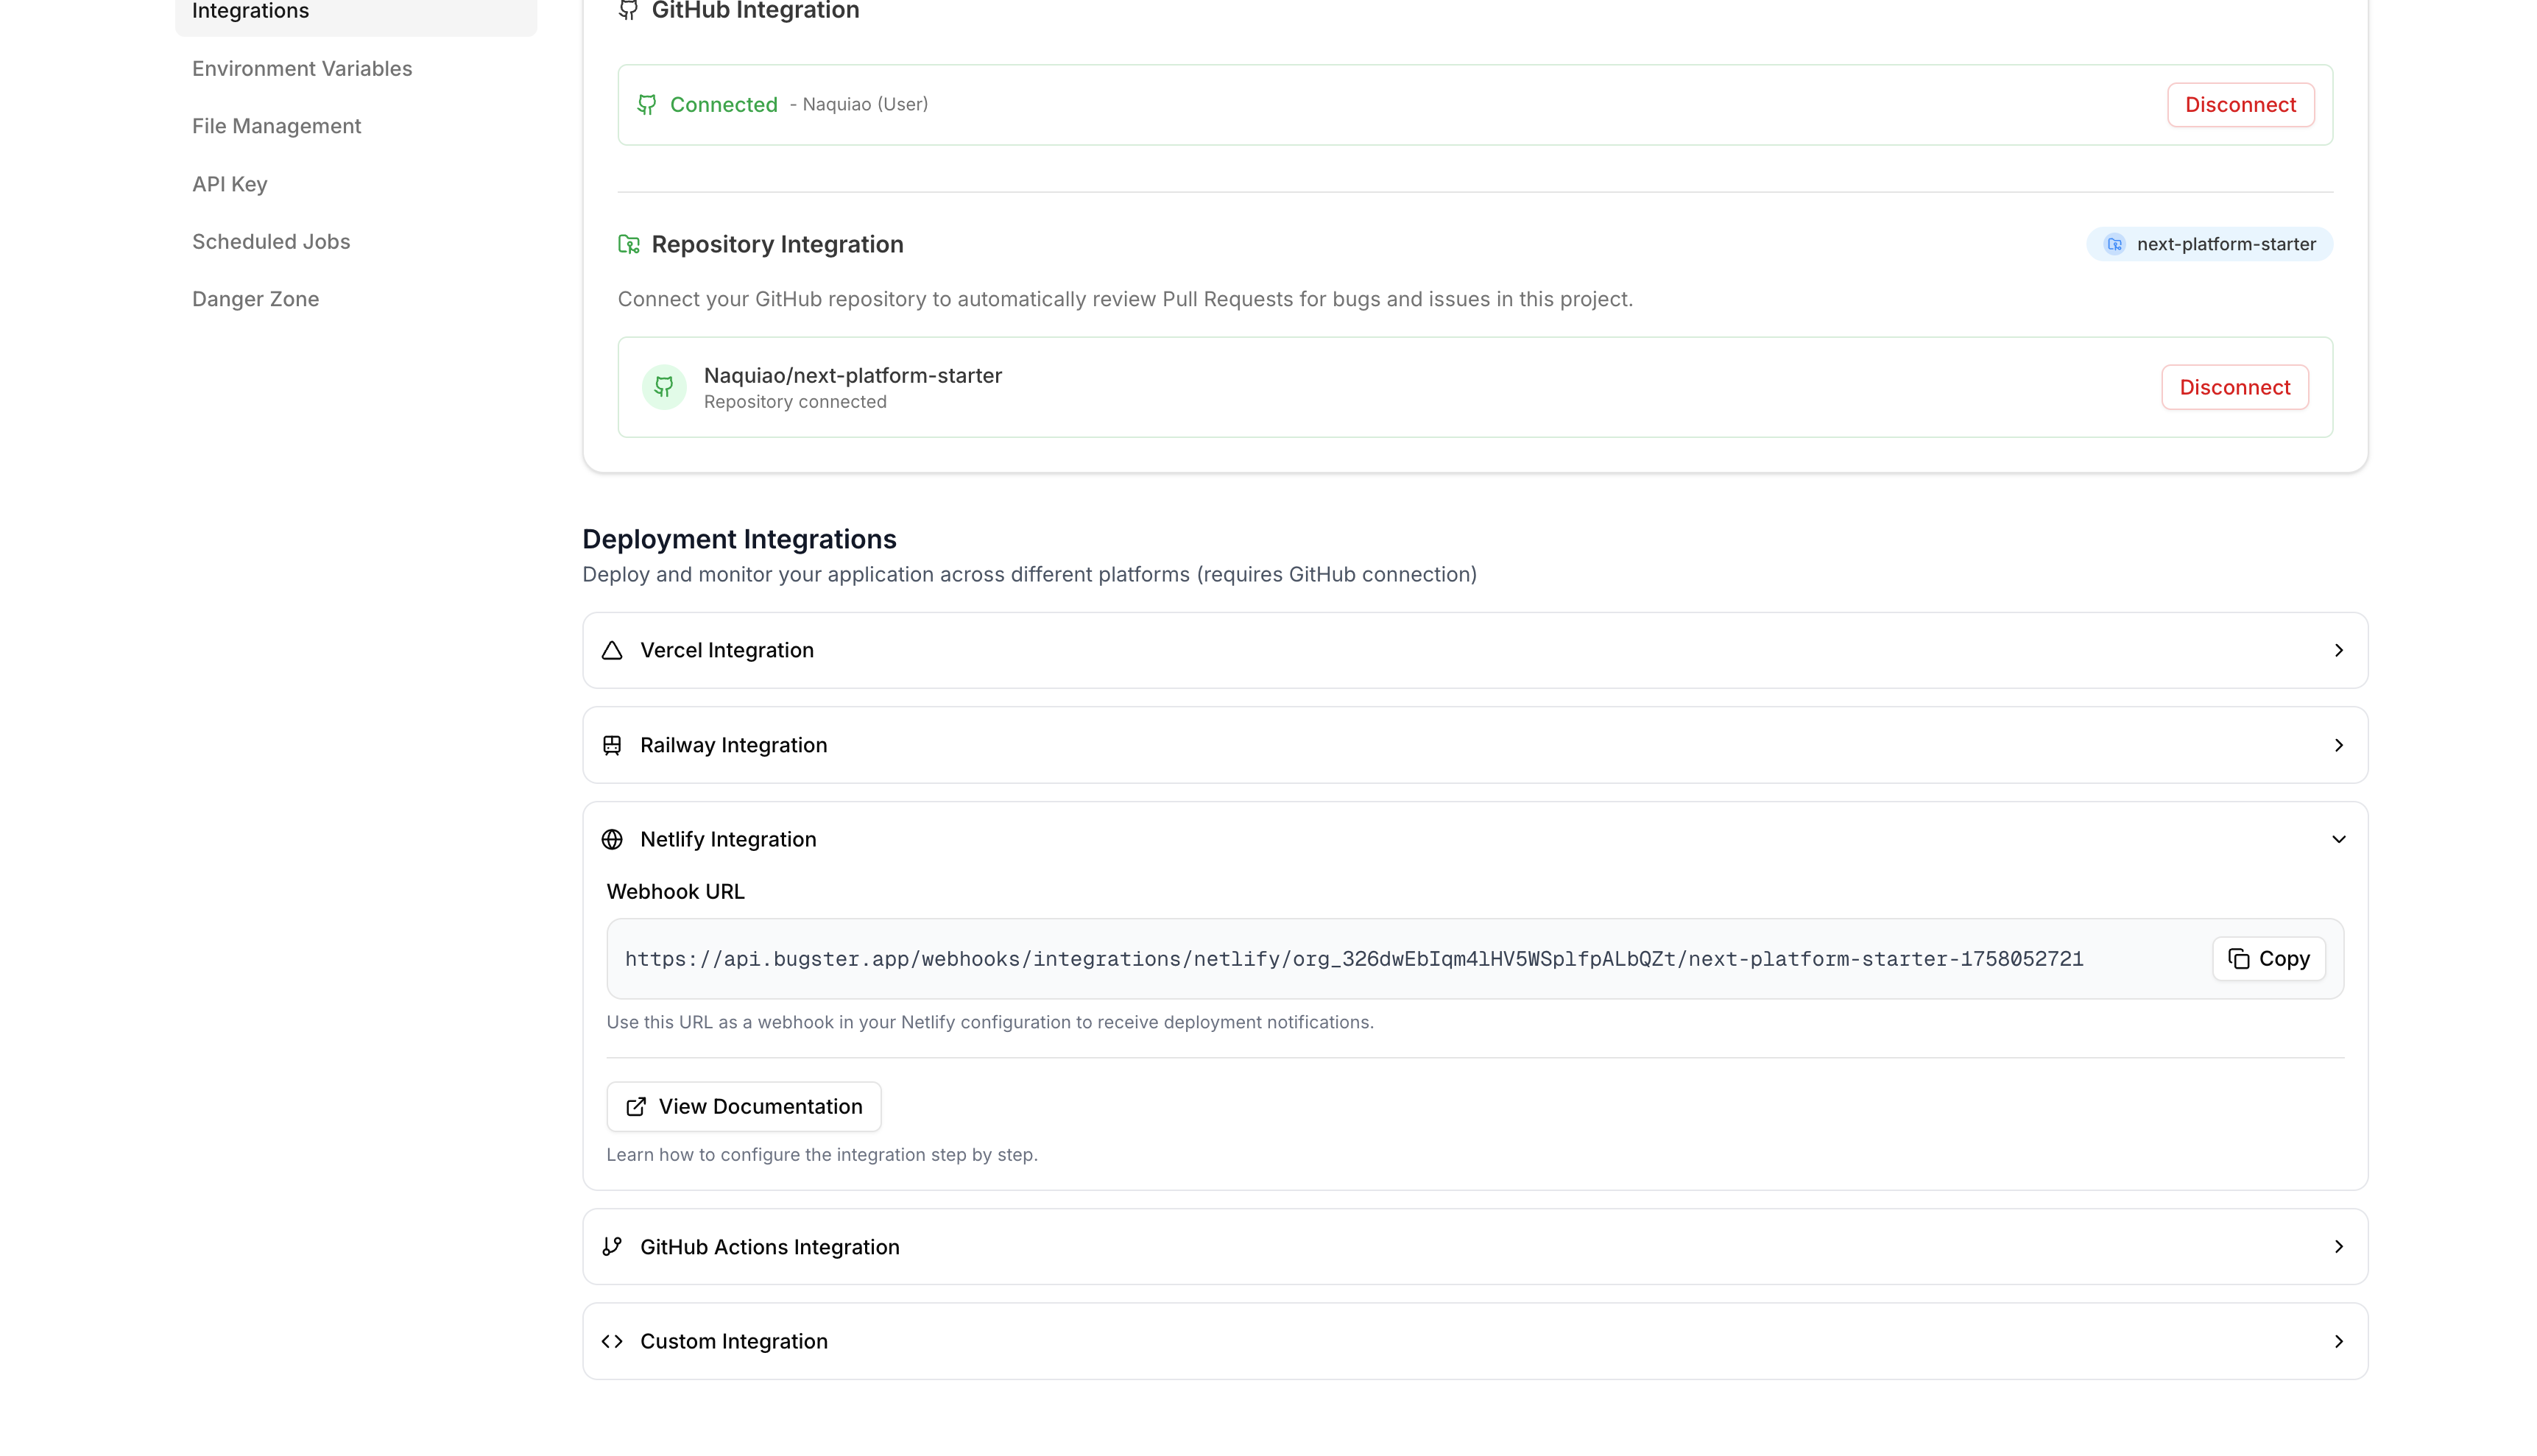 Integrations
Environment Variables
File Management
API Key
Scheduled Jobs
Danger Zone
GitHub Integration
Connected - Naquiao (User)
Disconnect
Repository Integration
next-platform-starter
Connect your GitHub repository to automatically review Pull Requests for bugs and issues in this project.
Naquiao/next-platform-starter
Repository connected
Disconnect
Deployment Integrations
Deploy and monitor your application across different platforms (requires GitHub connection)
Vercel Integration
Railway Integration
Netlify Integration
Webhook URL
https://api.bugster.app/webhooks/integrations/netlify/org_326dwEbIqm4lHV5WSplfpALbQZt/next-platform-starter-1758052721
Copy
Use this URL as a webhook in your Netlify configuration to receive deployment notifications.
View Documentation
Learn how to configure the integration step by step.
GitHub Actions Integration
Custom Integration